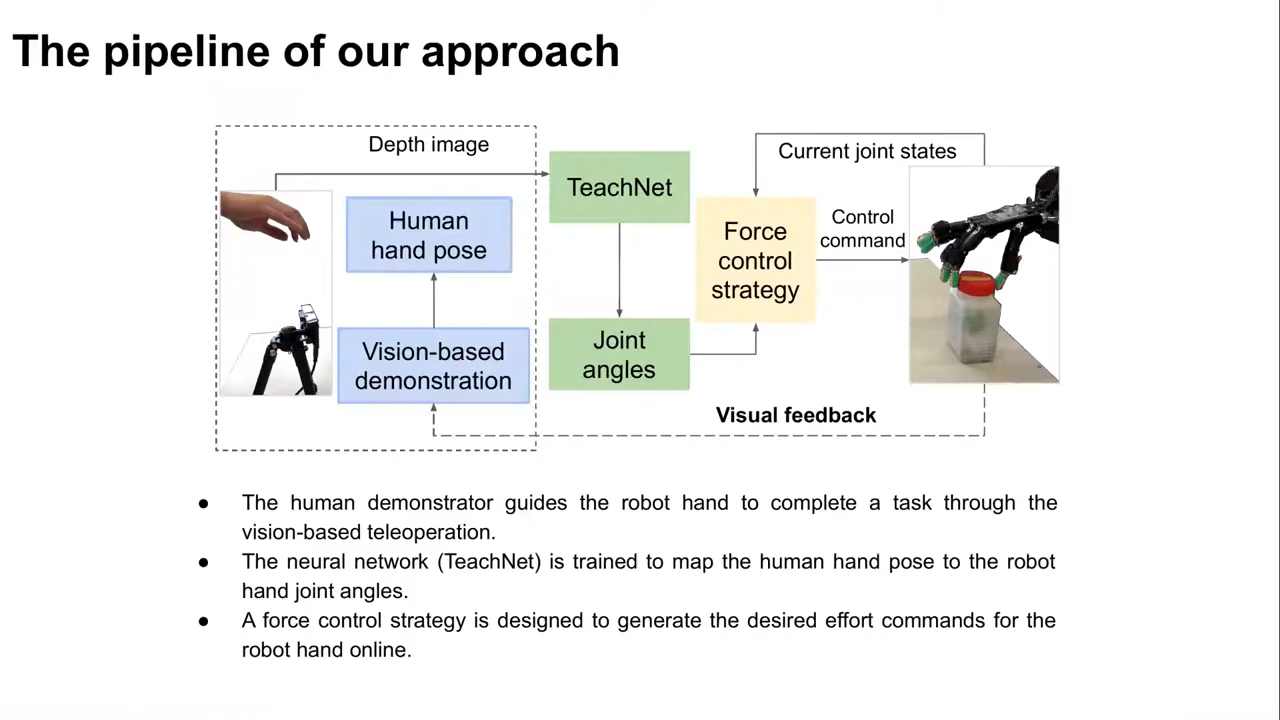 The pipeline of our approach
Depth image
TeachNet
Current joint states
Human
hand pose
Force
control
strategy
Control
command
Vision-based
demonstration
Joint
angles
Visual feedback
● The human demonstrator guides the robot hand to complete a task through the
vision-based teleoperation.
● The neural network (TeachNet) is trained to map the human hand pose to the robot
hand joint angles.
● A force control strategy is designed to generate the desired effort commands for the
robot hand online.